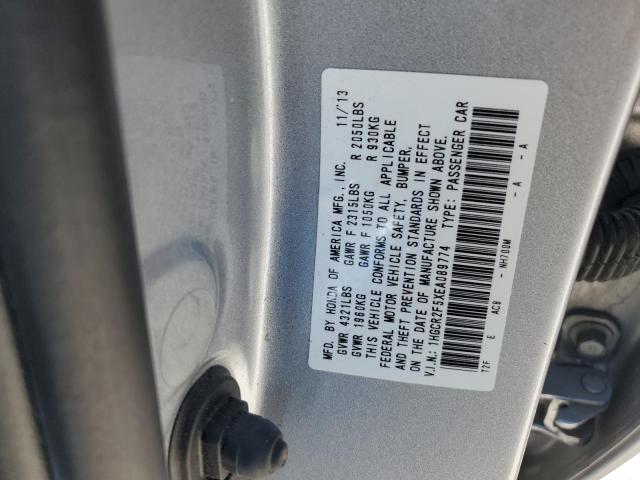 MFD. BY HONDA OF AMERICA MFG., INC. 11/'13
GVWR 4321LBS GAWR F 2315LBS R 2050LBS
GVWR 1960KG GAWR F 1050KG R 930KG
THIS VEHICLE CONFORMS TO ALL APPLICABLE
FEDERAL MOTOR VEHICLE SAFETY, BUMPER,
AND THEFT PREVENTION STANDARDS IN EFFECT
ON THE DATE OF MANUFACTURE SHOWN ABOVE.
V.I.N.: 1HGCR2F5XEA089774 TYPE: PASSENGER CAR
T2F E AC8 - NH700M - A - A